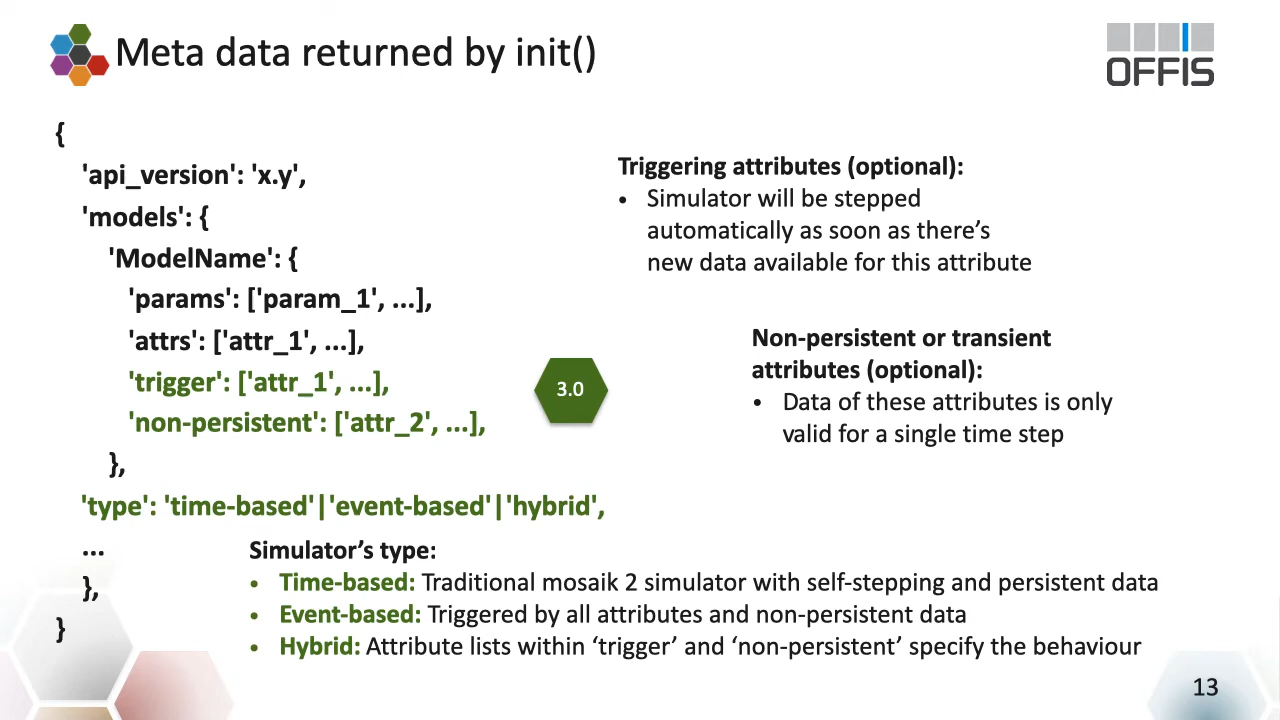 Meta data returned by init()
OFFIS
{
'api_version': 'x.y',
'models': {
'ModelName': {
'params': ['param_1', ...],
'attrs': ['attr_1', ...],
'trigger': ['attr_1', ...],
'non-persistent': ['attr_2', ...],
},
'type': 'time-based'|'event-based'|'hybrid',
...
},
}
3.0
Triggering attributes (optional):
• Simulator will be stepped
automatically as soon as there’s
new data available for this attribute
Non-persistent or transient
attributes (optional):
• Data of these attributes is only
valid for a single time step
Simulator’s type:
• Time-based: Traditional mosaik 2 simulator with self-stepping and persistent data
• Event-based: Triggered by all attributes and non-persistent data
• Hybrid: Attribute lists within ‘trigger’ and ‘non-persistent’ specify the behaviour
13